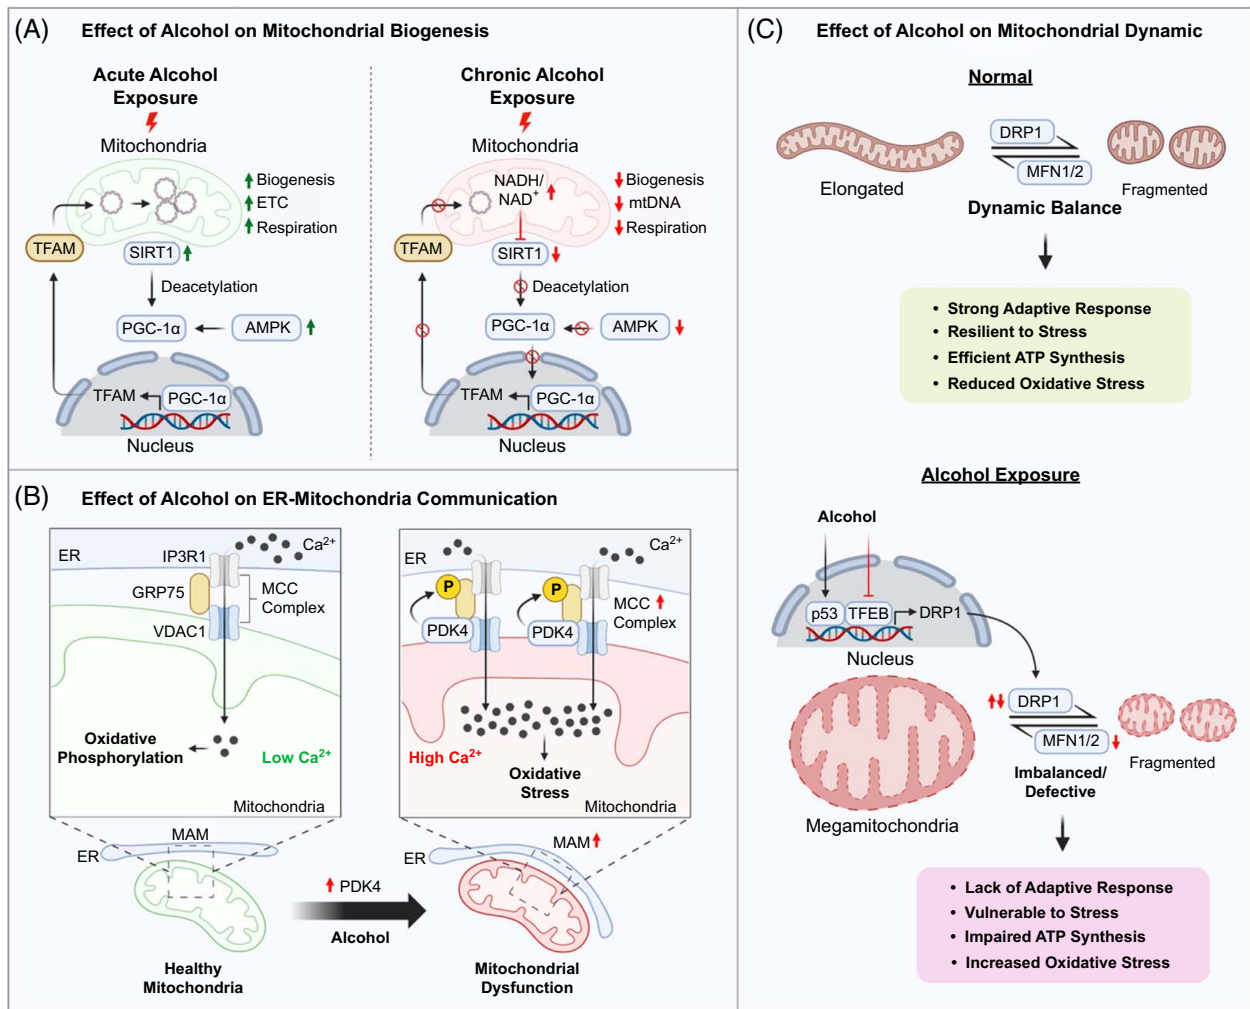 (A) Effect of Alcohol on Mitochondrial Biogenesis
Acute Alcohol
Exposure
Mitochondria
Biogenesis
ETC
Respiration
TFAM
SIRT1
Deacetylation
PGC-1α
AMPK
TFAM
PGC-1α
Nucleus
Chronic Alcohol
Exposure
Mitochondria
NADH/
NAD⁺
Biogenesis
mtDNA
Respiration
TFAM
SIRT1
Deacetylation
PGC-1α
AMPK
TFAM
PGC-1α
Nucleus
(B) Effect of Alcohol on ER-Mitochondria Communication
ER
IP3R1
Ca²⁺
GRP75
MCC
Complex
VDAC1
Oxidative
Phosphorylation
Low Ca²⁺
Mitochondria
MAM
ER
Healthy
Mitochondria
PDK4
Alcohol
ER
Ca²⁺
P
P
MCC
Complex
PDK4
PDK4
High Ca²⁺
Oxidative
Stress
Mitochondria
MAM
ER
Mitochondrial
Dysfunction
(C) Effect of Alcohol on Mitochondrial Dynamic
Normal
DRP1
MFN1/2
Elongated
Fragmented
Dynamic Balance
• Strong Adaptive Response
• Resilient to Stress
• Efficient ATP Synthesis
• Reduced Oxidative Stress
Alcohol Exposure
Alcohol
p53
TFEB
DRP1
Nucleus
DRP1
MFN1/2
Fragmented
Imbalanced/
Defective
Megamitochondria
• Lack of Adaptive Response
• Vulnerable to Stress
• Impaired ATP Synthesis
• Increased Oxidative Stress